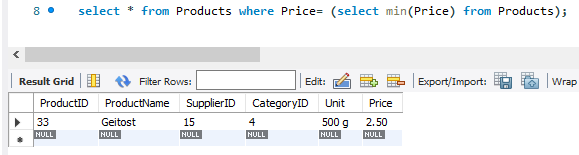 8 select * from Products where Price= (select min(Price) from Products);
Result Grid Filter Rows: Edit: Export/Import: Wrap
ProductID ProductName SupplierID CategoryID Unit Price
33 Geitost 15 4 500 g 2.50
NULL NULL NULL NULL NULL NULL